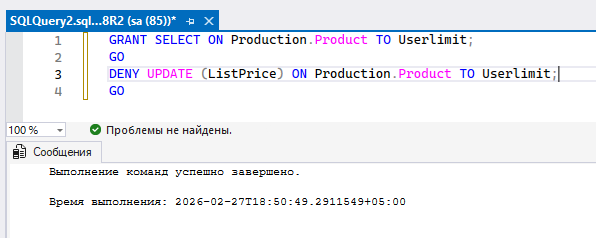 SQLQuery2.sql...8R2 (sa (85))*
1 GRANT SELECT ON Production.Product TO Userlimit;
2 GO
3 DENY UPDATE (ListPrice) ON Production.Product TO Userlimit;
4 GO
100 % Проблемы не найдены.
Сообщения
Выполнение команд успешно завершено.
Время выполнения: 2026-02-27T18:50:49.2911549+05:00